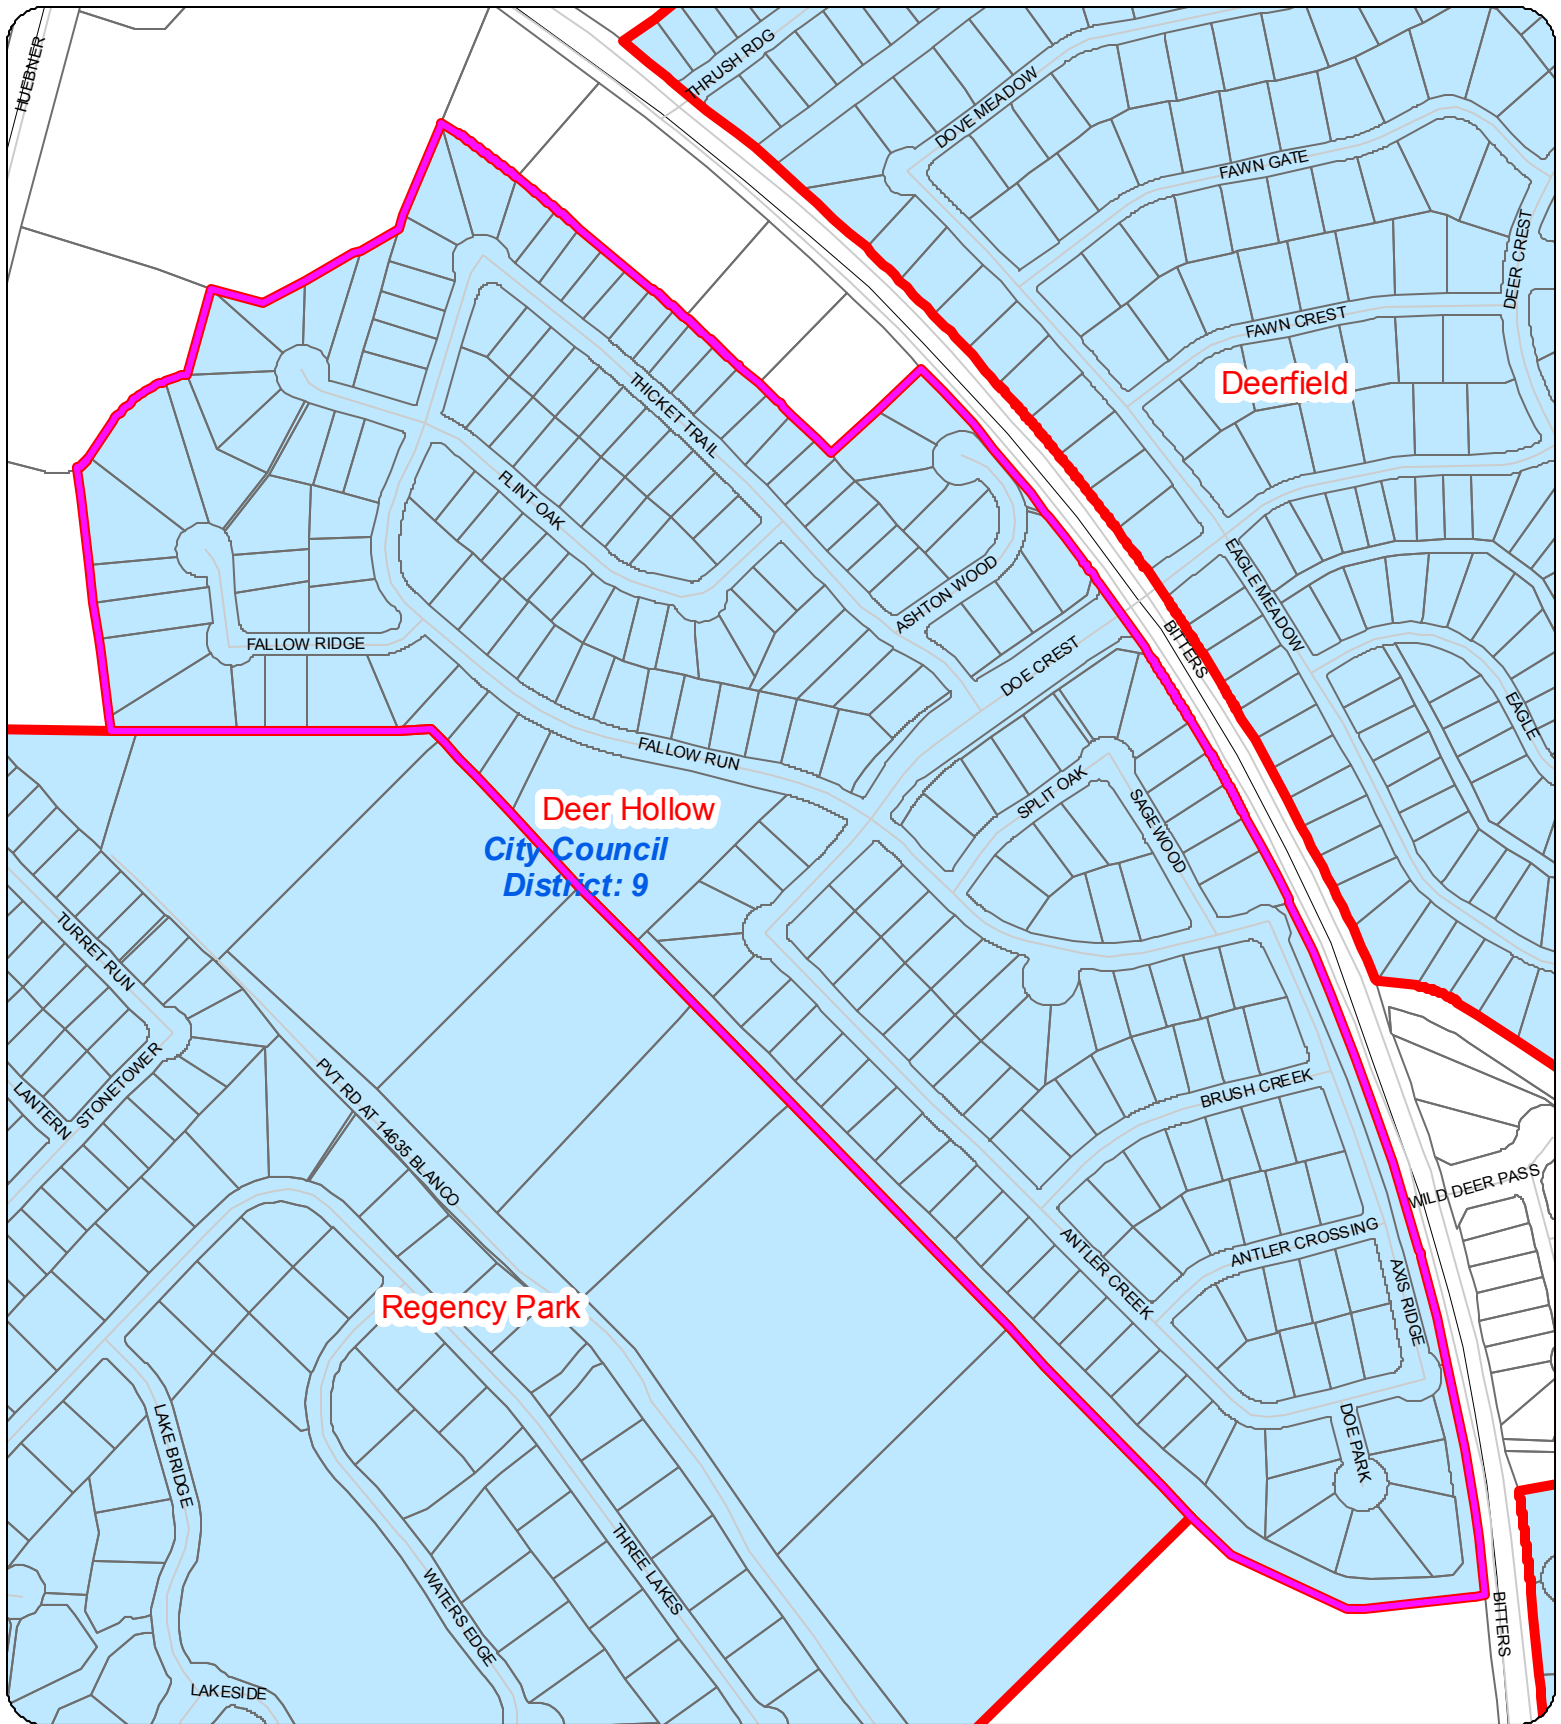 HUEBNER
THRUSH RDG
DOVE MEADOW
FAWN GATE
DEER CREST
FAWN CREST
Deerfield
THICKET TRAIL
FLINT OAK
ASHTON WOOD
EAGLE MEADOW
FALLOW RIDGE
DOE CREST
BITTERS
EAGLE
FALLOW RUN
SPLIT OAK
SAGEWOOD
Deer Hollow
City Council
District: 9
TURRET RUN
STONETOWER
LANTERN
PVT RD AT 14635 BLANCO
BRUSH CREEK
WILD DEER PASS
ANTLER CROSSING
ANTLER CREEK
AXIS RIDGE
Regency Park
LAKE BRIDGE
DOE PARK
THREE LAKES
WATERS EDGE
BITTERS
LAKESIDE